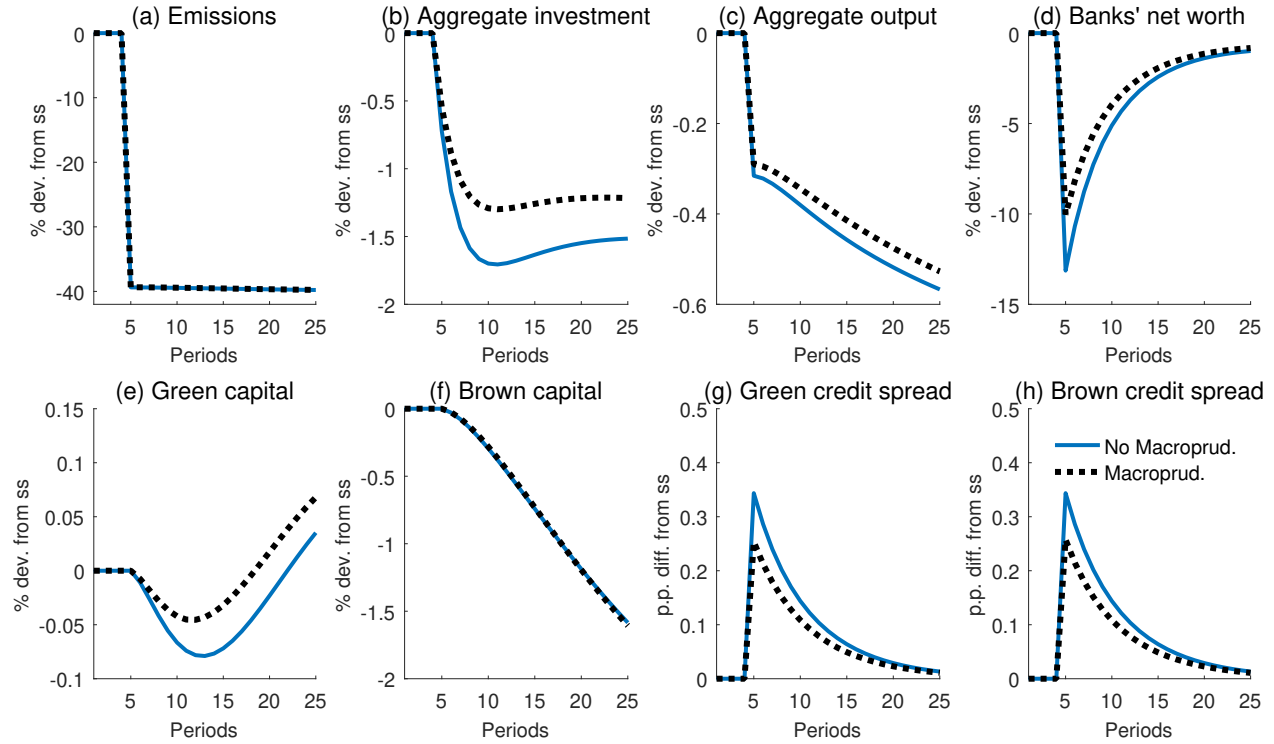 (a) Emissions
% dev. from ss
0
-10
-20
-30
-40
5 10 15 20 25
Periods
(b) Aggregate investment
% dev. from ss
0
-0.5
-1
-1.5
-2
5 10 15 20 25
Periods
(c) Aggregate output
% dev. from ss
0
-0.2
-0.4
-0.6
5 10 15 20 25
Periods
(d) Banks' net worth
% dev. from ss
0
-5
-10
-15
5 10 15 20 25
Periods
(e) Green capital
% dev. from ss
0.15
0.1
0.05
0
-0.05
-0.1
5 10 15 20 25
Periods
(f) Brown capital
% dev. from ss
0
-0.5
-1
-1.5
-2
5 10 15 20 25
Periods
(g) Green credit spread
p.p. diff. from ss
0.5
0.4
0.3
0.2
0.1
0
5 10 15 20 25
Periods
(h) Brown credit spread
p.p. diff. from ss
0.5
0.4
0.3
0.2
0.1
0
No Macroprud.
Macroprud.
5 10 15 20 25
Periods